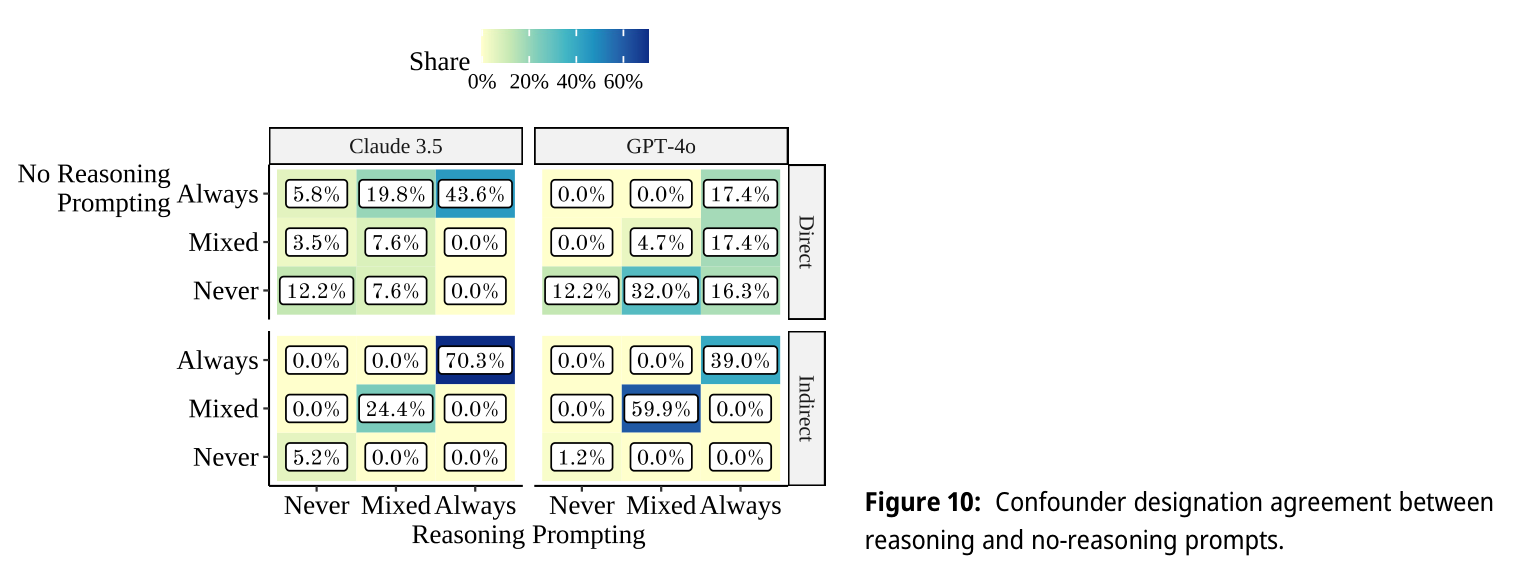 Share
0% 20% 40% 60%
Claude 3.5 GPT-4o
No Reasoning
Prompting
Always 5.8% 19.8% 43.6% 0.0% 0.0% 17.4%
Mixed 3.5% 7.6% 0.0% 0.0% 4.7% 17.4%
Never 12.2% 7.6% 0.0% 12.2% 32.0% 16.3%
Direct
Always 0.0% 0.0% 70.3% 0.0% 0.0% 39.0%
Mixed 0.0% 24.4% 0.0% 0.0% 59.9% 0.0%
Never 5.2% 0.0% 0.0% 1.2% 0.0% 0.0%
Indirect
Never Mixed Always Never Mixed Always
Reasoning Prompting
Figure 10: Confounder designation agreement between
reasoning and no-reasoning prompts.